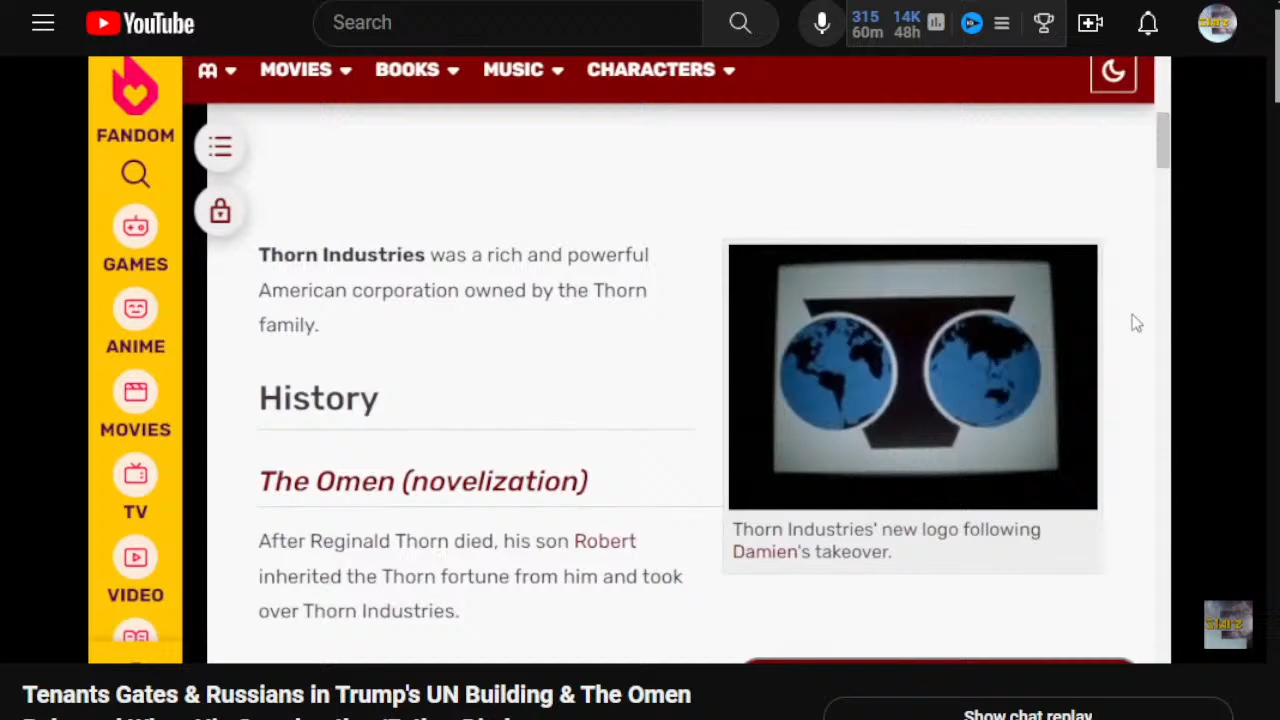 YouTube
Search
315
60m
14K
48h
MOVIES
BOOKS
MUSIC
CHARACTERS
FANDOM
GAMES
ANIME
MOVIES
TV
VIDEO
Thorn Industries was a rich and powerful
American corporation owned by the Thorn
family.
History
The Omen (novelization)
After Reginald Thorn died, his son Robert
inherited the Thorn fortune from him and took
over Thorn Industries.
Thorn Industries' new logo following
Damien's takeover.
Starz
Tenants Gates & Russians in Trump's UN Building & The Omen
Show chat replay